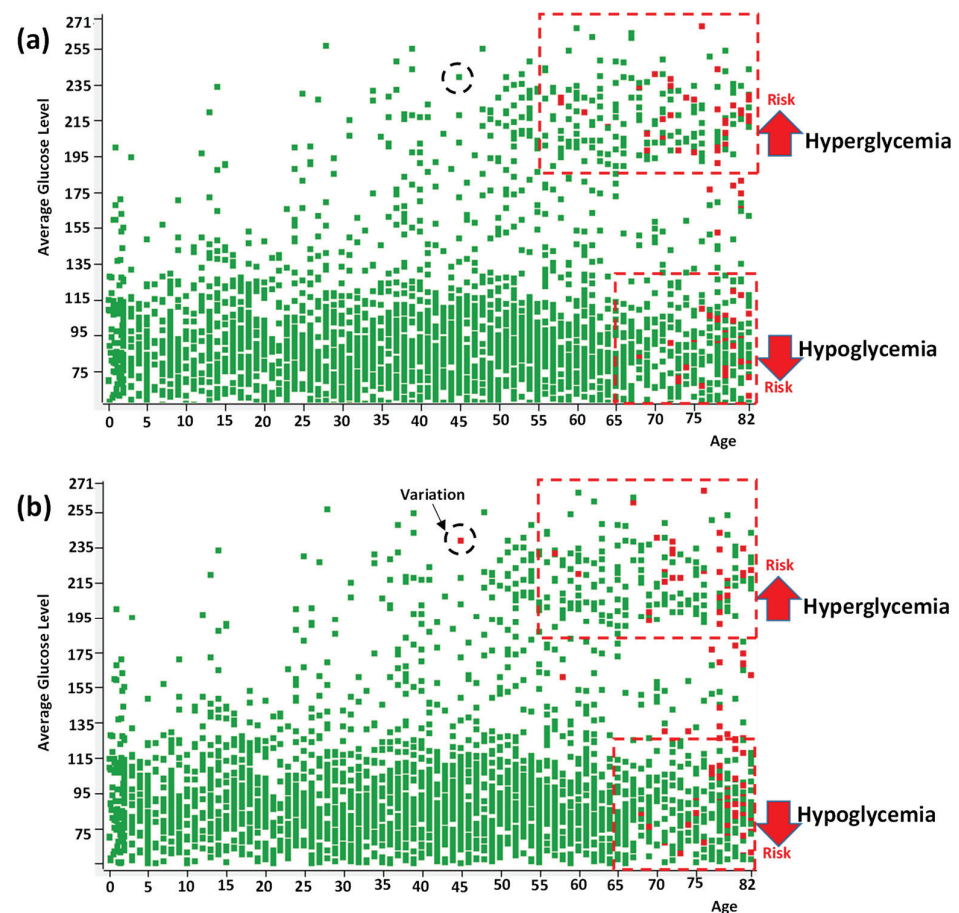 (a)
Average Glucose Level
271
255
235
215
195
175
155
135
115
95
75
0 5 10 15 20 25 30 35 40 45 50 55 60 65 70 75 82
Age
Risk
Hyperglycemia
Hypoglycemia
Risk
(b)
Average Glucose Level
271
255
235
215
195
175
155
135
115
95
75
0 5 10 15 20 25 30 35 40 45 50 55 60 65 70 75 82
Age
Variation
Risk
Hyperglycemia
Hypoglycemia
Risk